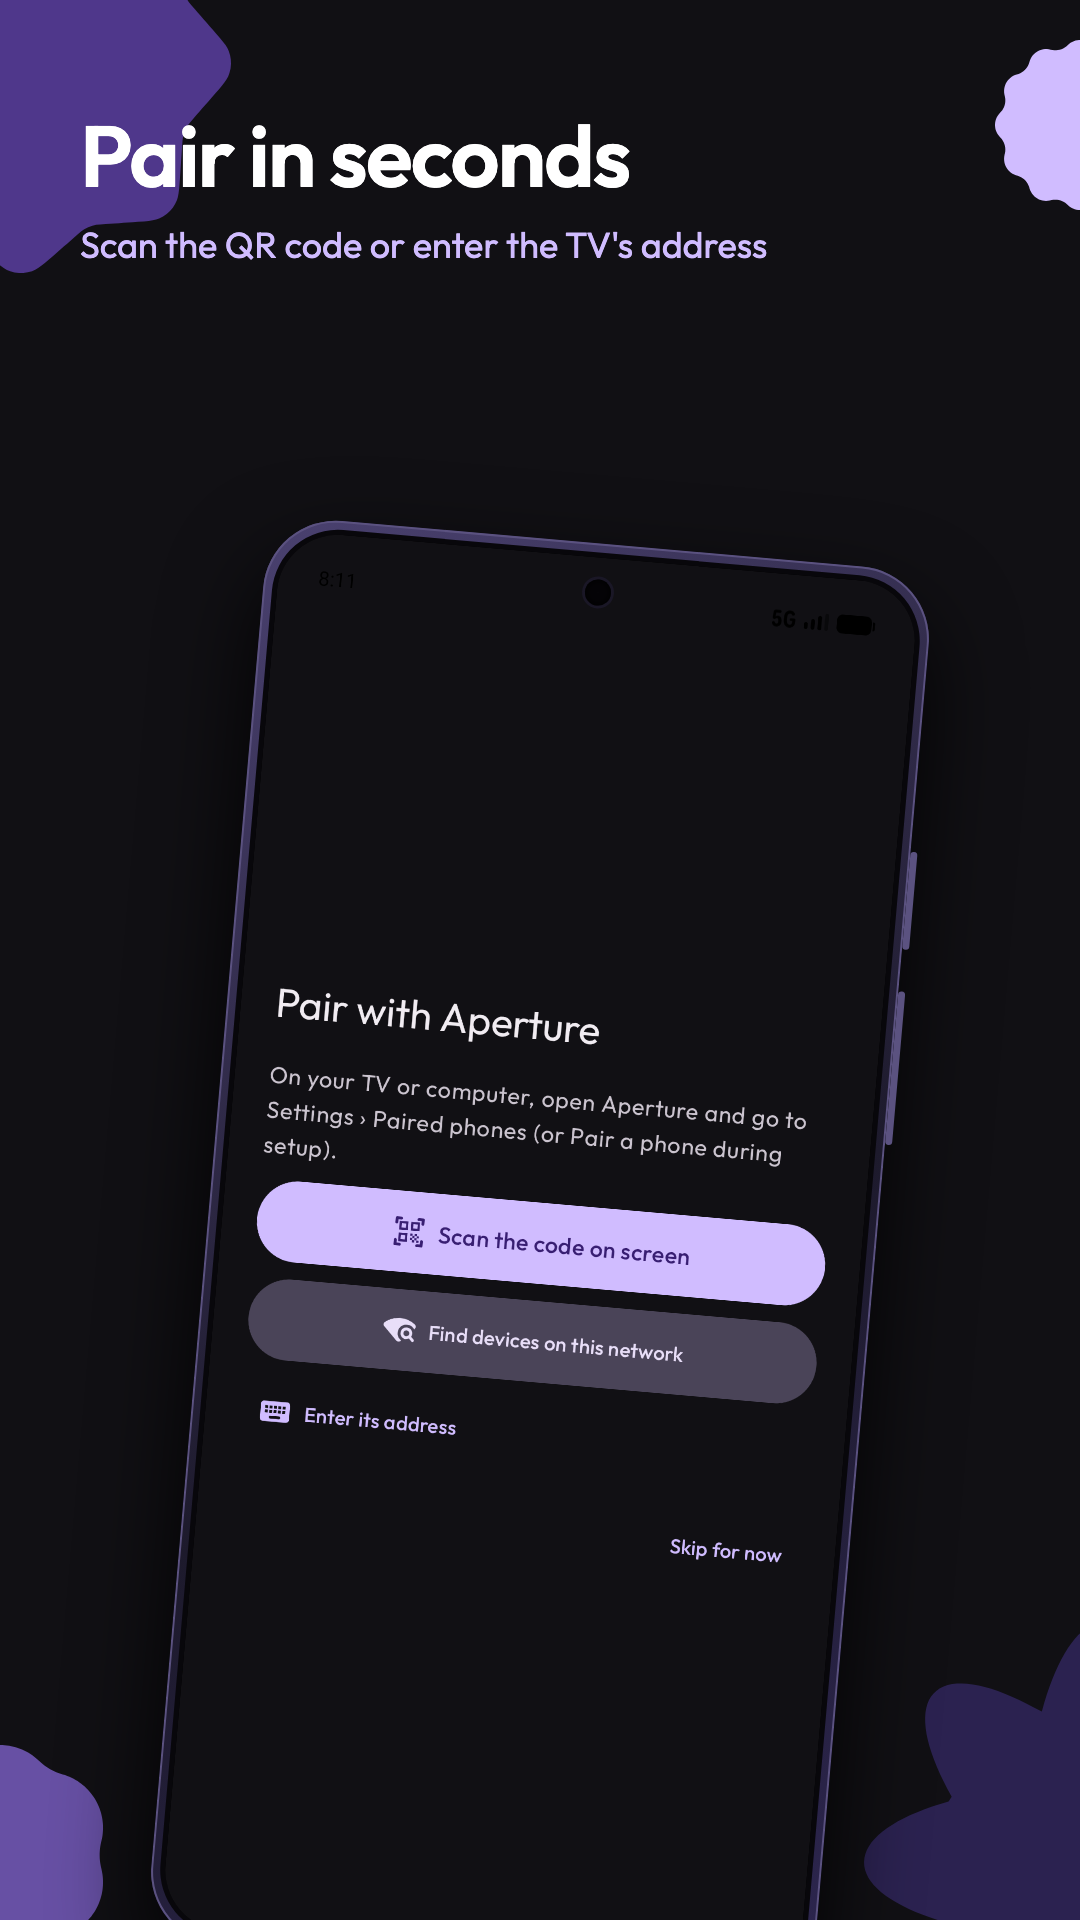 Pair in seconds
Scan the QR code or enter the TV's address
8:11
5G
Pair with Aperture
On your TV or computer, open Aperture and go to
Settings › Paired phones (or Pair a phone during
setup).
Scan the code on screen
Find devices on this network
Enter its address
Skip for now